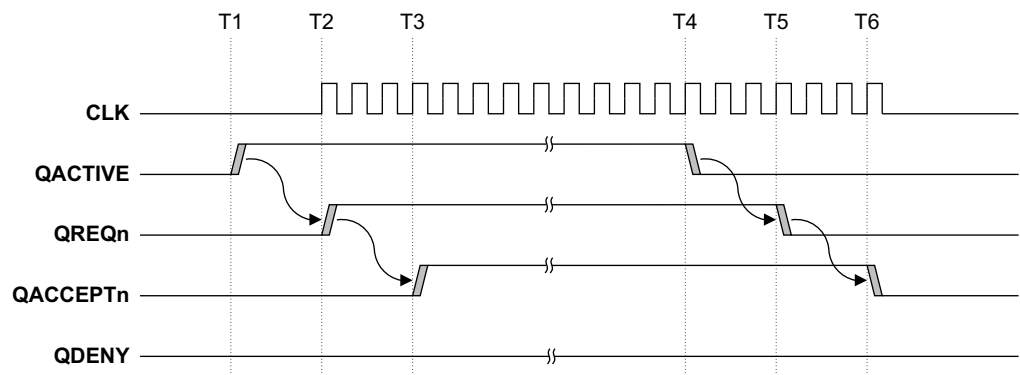 T1 T2 T3 T4 T5 T6
CLK
QACTIVE
QREQn
QACCEPTn
QDENY